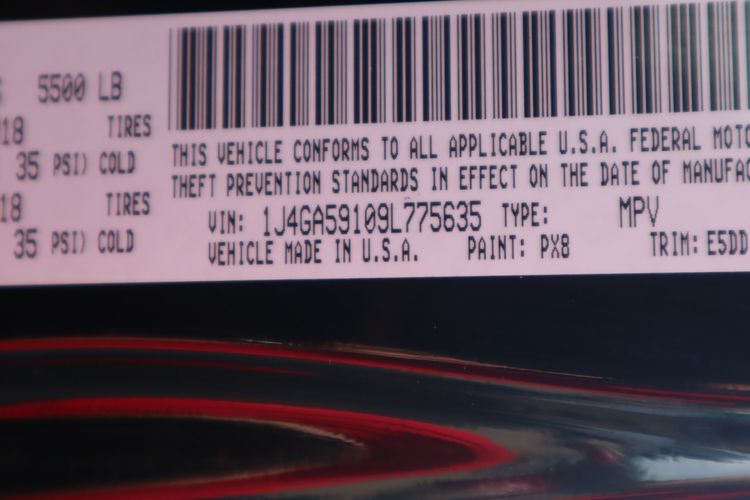 5500 LB
18 TIRES
35 PSI) COLD
18 TIRES
35 PSI) COLD
THIS VEHICLE CONFORMS TO ALL APPLICABLE U.S.A. FEDERAL MOTO
THEFT PREVENTION STANDARDS IN EFFECT ON THE DATE OF MANUFAC
VIN: 1J4GA59109L775635 TYPE: MPV
VEHICLE MADE IN U.S.A. PAINT: PX8 TRIM: E5DD